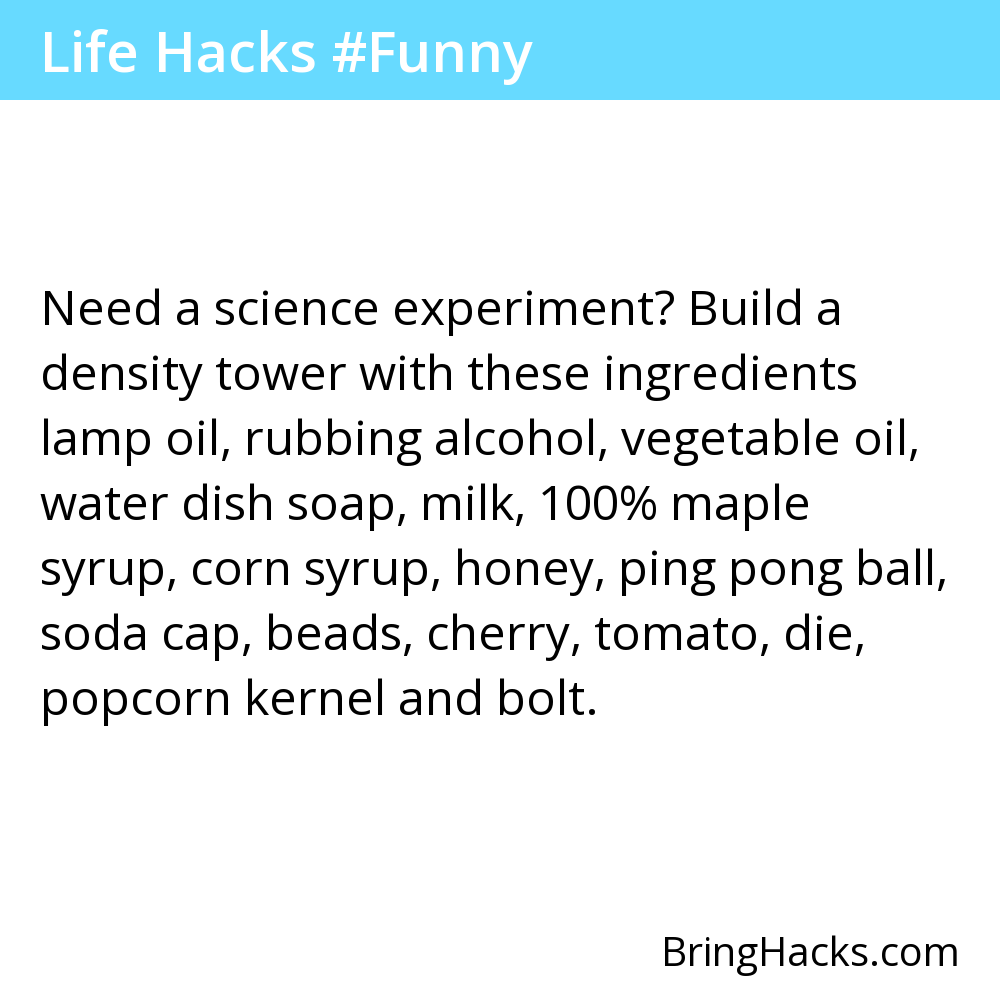 Life Hacks #Funny
Need a science experiment? Build a
density tower with these ingredients
lamp oil, rubbing alcohol, vegetable oil,
water dish soap, milk, 100% maple
syrup, corn syrup, honey, ping pong ball,
soda cap, beads, cherry, tomato, die,
popcorn kernel and bolt.
BringHacks.com